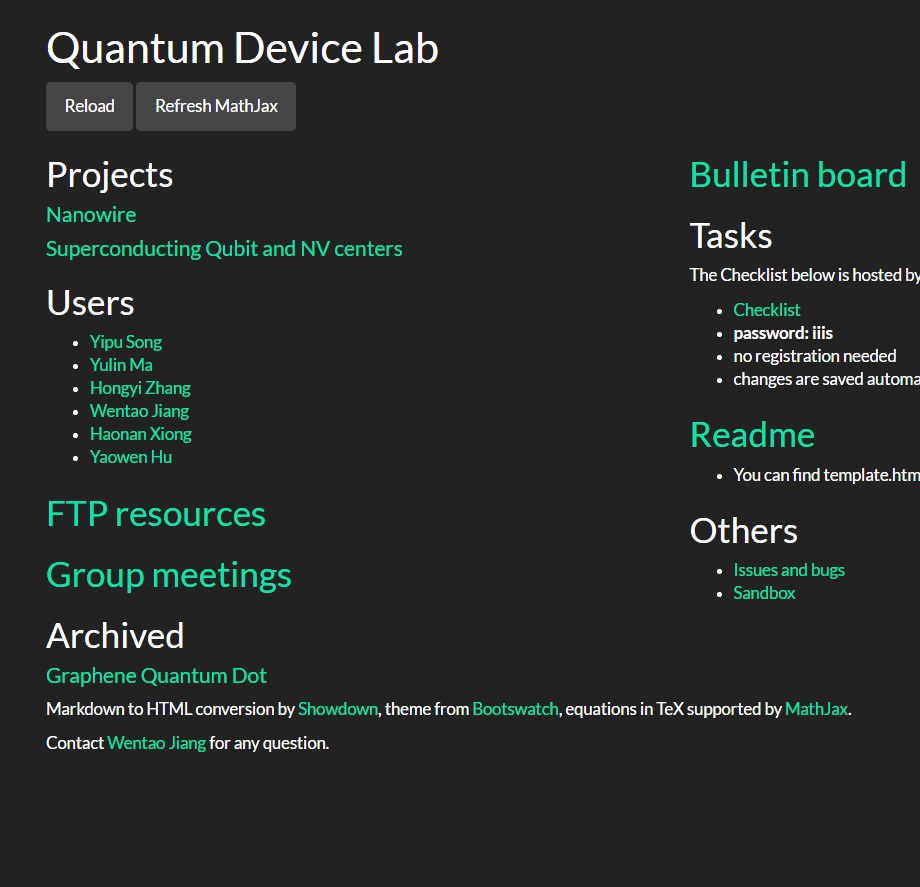 Quantum Device Lab
Reload
Refresh MathJax
Projects
Nanowire
Superconducting Qubit and NV centers
Users
Yipu Song
Yulin Ma
Hongyi Zhang
Wentao Jiang
Haonan Xiong
Yaowen Hu
FTP resources
Group meetings
Archived
Graphene Quantum Dot
Bulletin board
Tasks
The Checklist below is hosted by
Checklist
password: iiis
no registration needed
changes are saved automa
Readme
You can find template.htm
Others
Issues and bugs
Sandbox
Markdown to HTML conversion by Showdown, theme from Bootswatch, equations in TeX supported by MathJax.
Contact Wentao Jiang for any question.